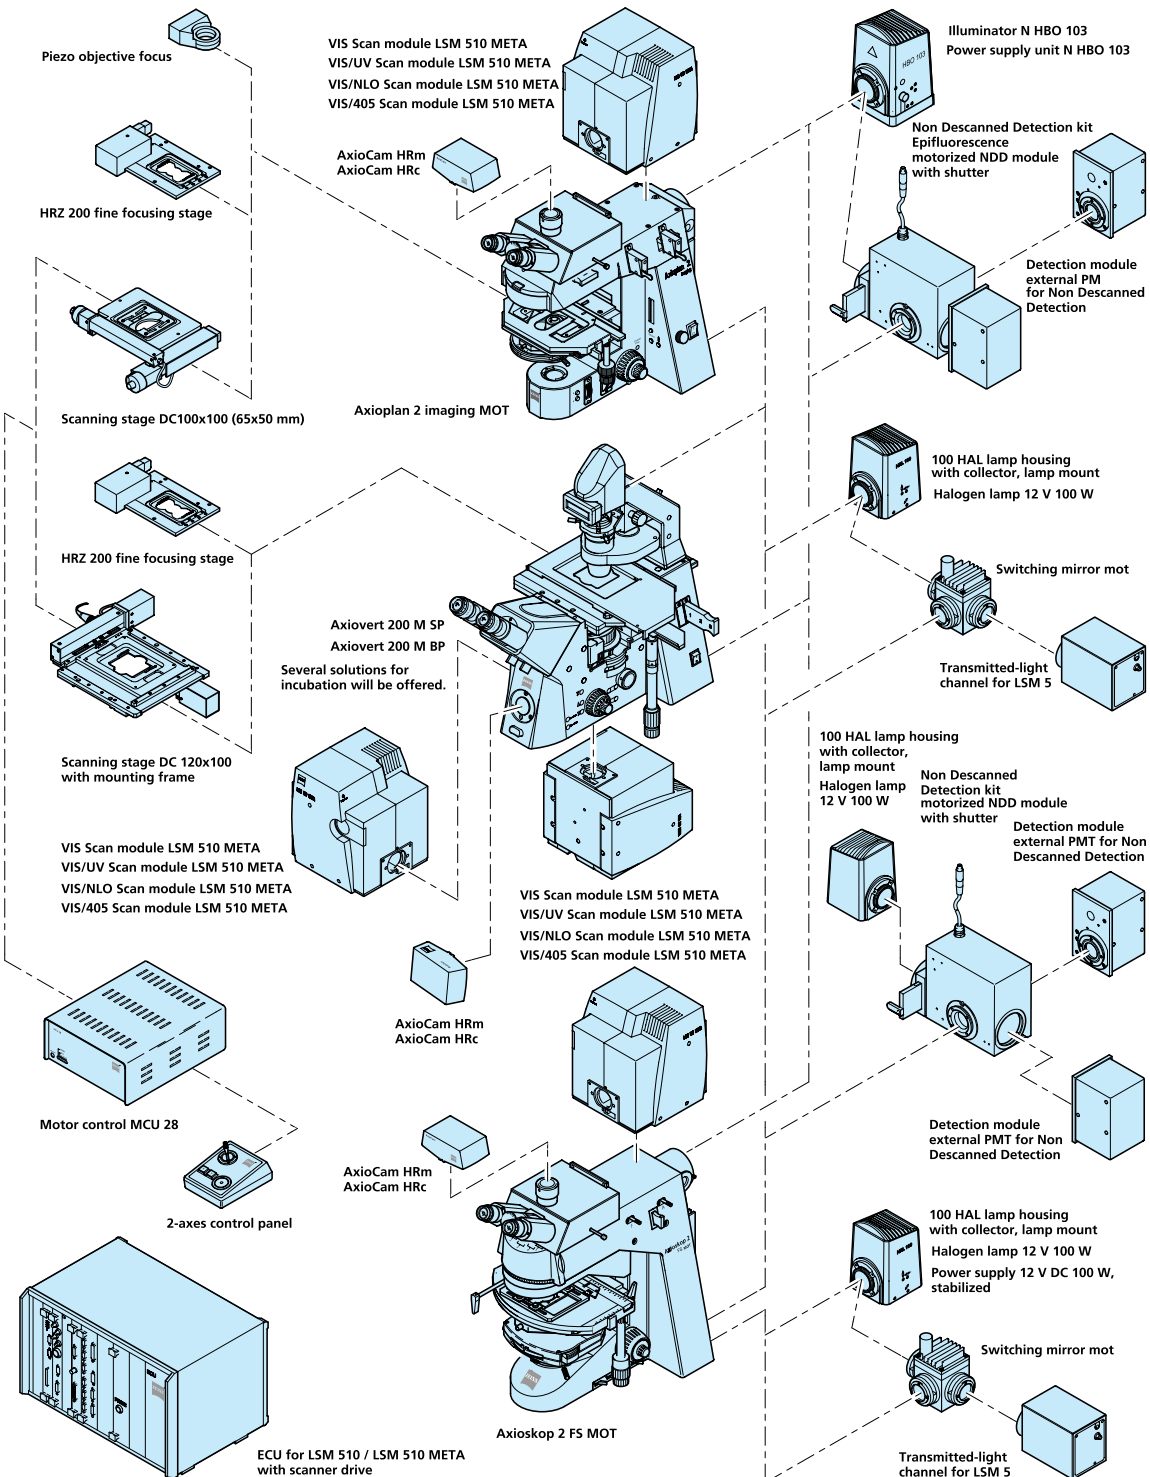 Piezo objective focus
HRZ 200 fine focusing stage
Scanning stage DC100x100 (65x50 mm)
HRZ 200 fine focusing stage
Scanning stage DC 120x100
with mounting frame
VIS Scan module LSM 510 META
VIS/UV Scan module LSM 510 META
VIS/NLO Scan module LSM 510 META
VIS/405 Scan module LSM 510 META
Motor control MCU 28
2-axes control panel
ECU for LSM 510 / LSM 510 META
with scanner drive
VIS Scan module LSM 510 META
VIS/UV Scan module LSM 510 META
VIS/NLO Scan module LSM 510 META
VIS/405 Scan module LSM 510 META
AxioCam HRm
AxioCam HRc
Axioplan 2 imaging MOT
Axiovert 200 M SP
Axiovert 200 M BP
Several solutions for
incubation will be offered.
VIS Scan module LSM 510 META
VIS/UV Scan module LSM 510 META
VIS/NLO Scan module LSM 510 META
VIS/405 Scan module LSM 510 META
AxioCam HRm
AxioCam HRc
AxioCam HRm
AxioCam HRc
Axioskop 2
Axioskop 2 FS MOT
Illuminator N HBO 103
Power supply unit N HBO 103
HBO 103
Non Descanned Detection kit
Epifluorescence
motorized NDD module
with shutter
Detection module
external PM
for Non Descanned
Detection
100 HAL lamp housing
with collector, lamp mount
Halogen lamp 12 V 100 W
Switching mirror mot
Transmitted-light
channel for LSM 5
100 HAL lamp housing
with collector,
lamp mount
Halogen lamp
12 V 100 W
Non Descanned
Detection kit
motorized NDD module
with shutter
Detection module
external PMT for Non
Descanned Detection
Detection module
external PMT for Non
Descanned Detection
100 HAL lamp housing
with collector, lamp mount
Halogen lamp 12 V 100 W
Power supply 12 V DC 100 W,
stabilized
Switching mirror mot
Transmitted-light
channel for LSM 5